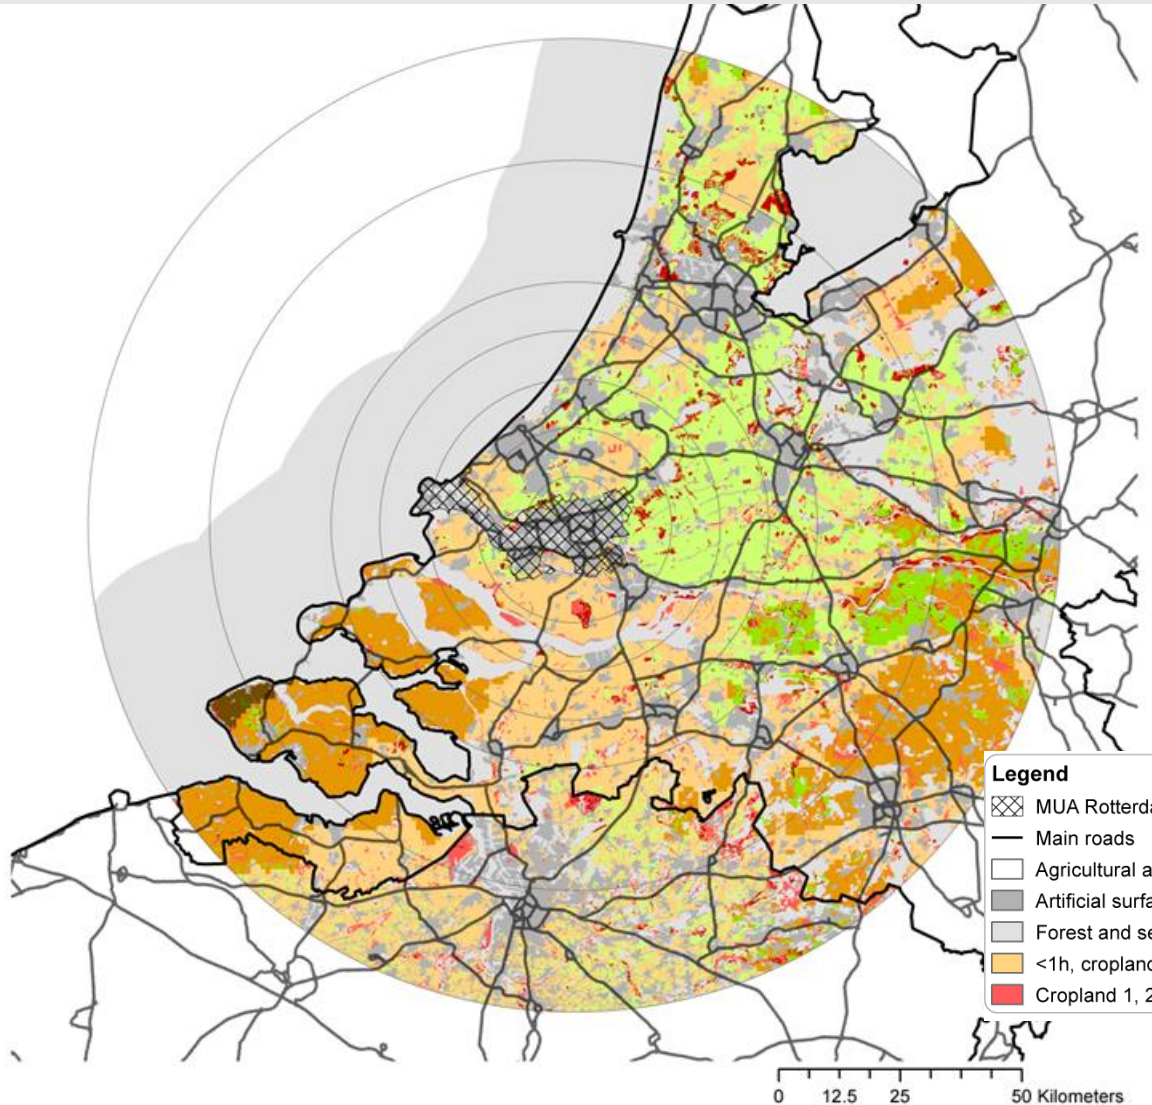 Legend
MUA Rotterda
Main roads
Agricultural a
Artificial surfa
Forest and se
<1h, cropland
Cropland 1, 2
0 12.5 25 50 Kilometers